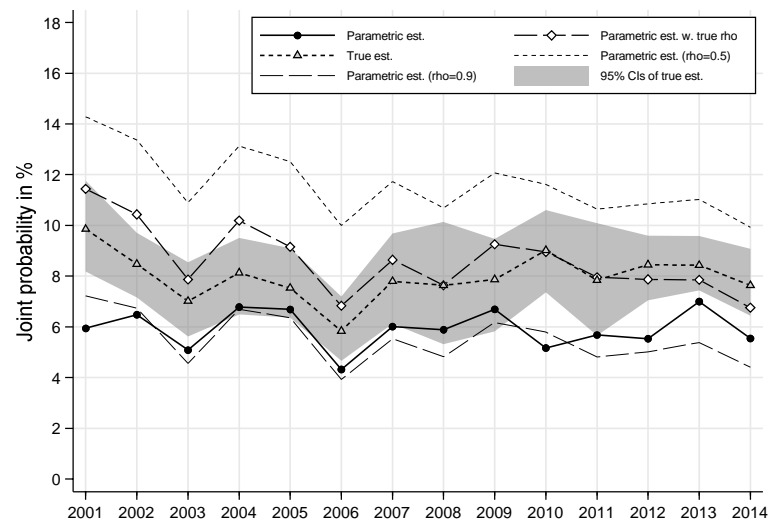 Parametric est.
Parametric est. w. true rho
True est.
Parametric est. (rho=0.5)
Parametric est. (rho=0.9)
95% CIs of true est.
Joint probability in %
18
16
14
12
10
8
6
4
2
0
2001 2002 2003 2004 2005 2006 2007 2008 2009 2010 2011 2012 2013 2014